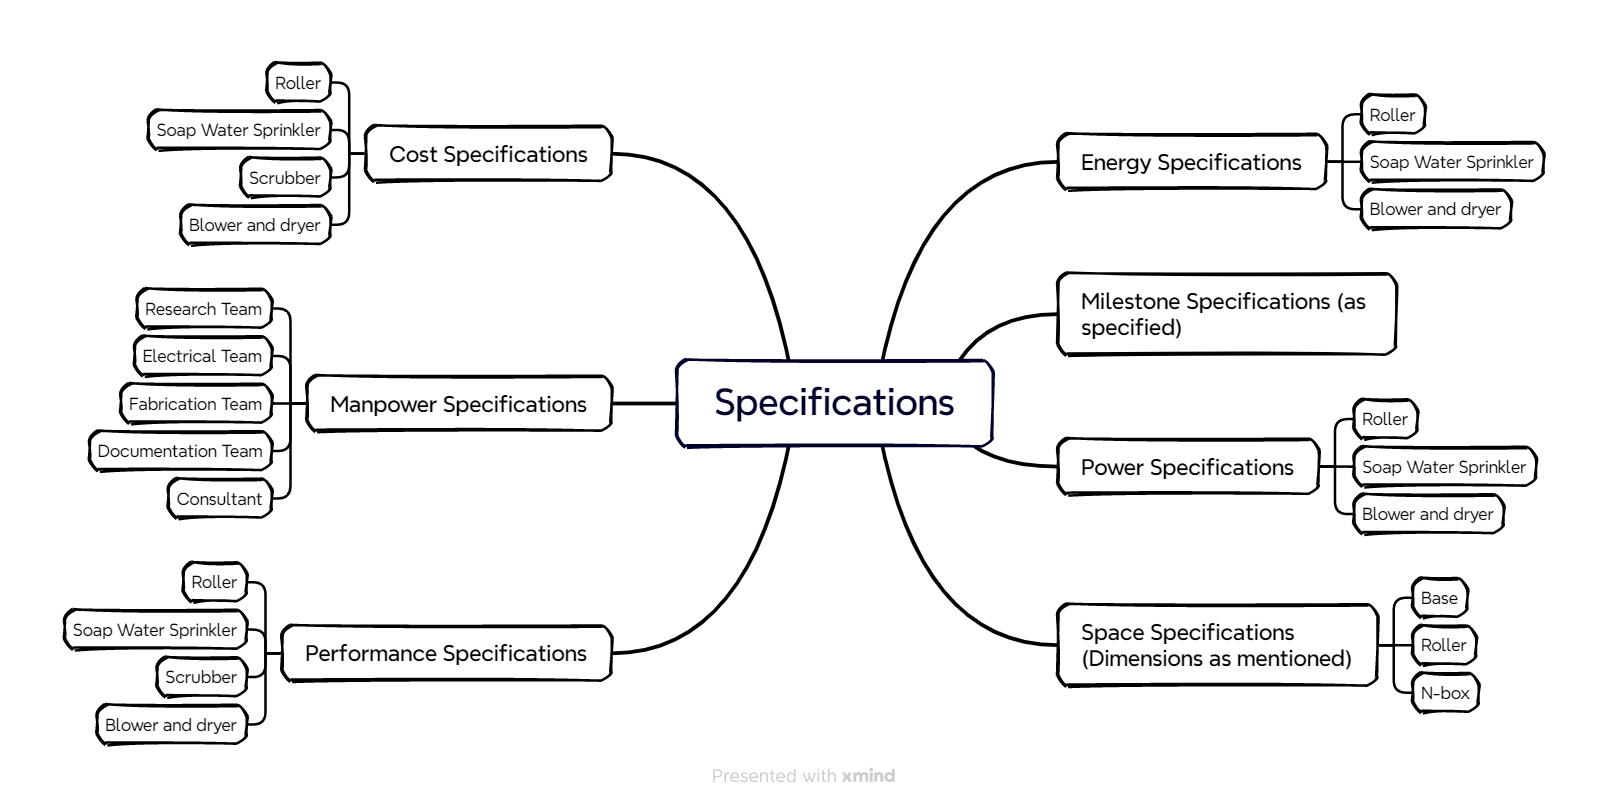 Specifications
Cost Specifications
Roller
Soap Water Sprinkler
Scrubber
Blower and dryer
Manpower Specifications
Research Team
Electrical Team
Fabrication Team
Documentation Team
Consultant
Performance Specifications
Roller
Soap Water Sprinkler
Scrubber
Blower and dryer
Energy Specifications
Roller
Soap Water Sprinkler
Blower and dryer
Milestone Specifications (as
specified)
Power Specifications
Roller
Soap Water Sprinkler
Blower and dryer
Space Specifications
(Dimensions as mentioned)
Base
Roller
N-box
Presented with xmind